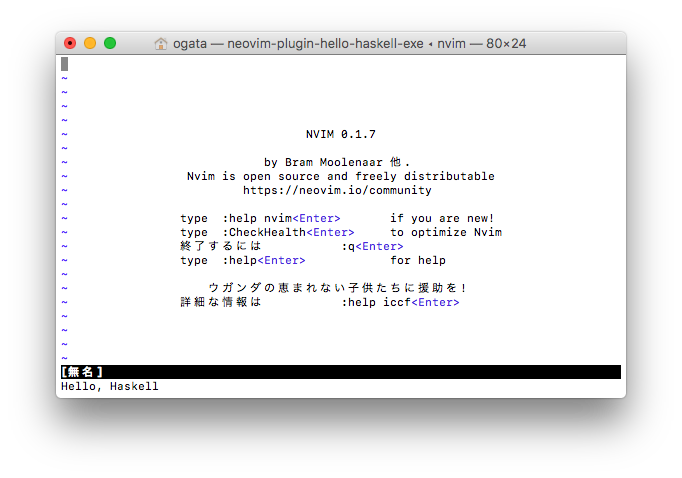 ogata — neovim-plugin-hello-haskell-exe ◂ nvim — 80×24
~
~
~
~
~ NVIM 0.1.7
~
~ by Bram Moolenaar 他.
~ Nvim is open source and freely distributable
~ https://neovim.io/community
~
~ type :help nvim<Enter> if you are new!
~ type :CheckHealth<Enter> to optimize Nvim
~ 終了するには :q<Enter>
~ type :help<Enter> for help
~
~ ウガンダの恵まれない子供たちに援助を!
~ 詳細な情報は :help iccf<Enter>
~
~
~
~
[無名]
Hello, Haskell